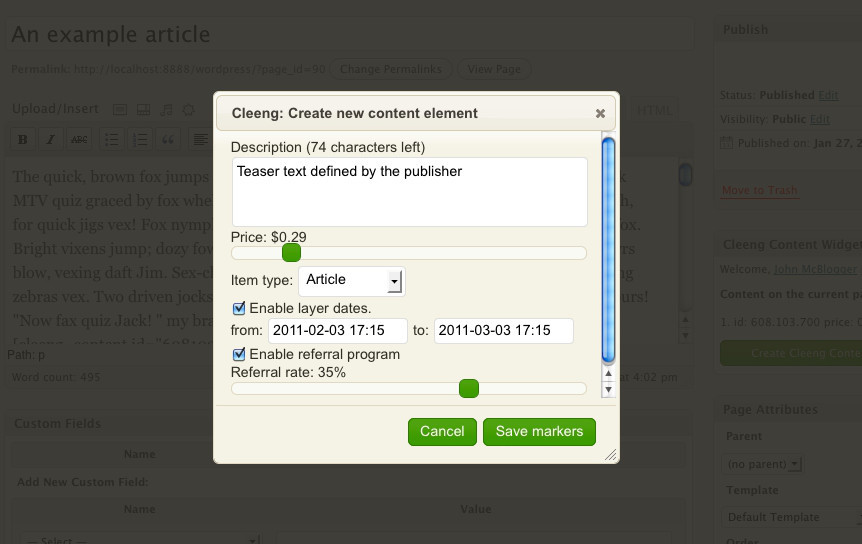 An example article
Permalink: http://localhost:8888/wordpress/?page_id=90 Change Permalinks View Page
Upload/Insert
HTML
B I ABC
The quick, brown fox jumps
MTV quiz graced by fox whe
for quick jigs vex! Fox nymp
Bright vixens jump; dozy fow
blow, vexing daft Jim. Sex-cl
zebras vex. Two driven jocks
"Now fax quiz Jack! " my bra
Path: p
Word count: 495
at 4:02 pm
Custom Fields
Name
Add New Custom Field:
Name Value
— Select —
Cleeng: Create new content element
Description (74 characters left)
Teaser text defined by the publisher
Price: $0.29
Item type: Article
Enable layer dates.
from: 2011-02-03 17:15 to: 2011-03-03 17:15
Enable referral program
Referral rate: 35%
Cancel Save markers
Publish
Status: Published Edit
Visibility: Public Edit
Published on: Jan 27, 2
Move to Trash
Cleeng Content Widge
Welcome, John McBlogger
Content on the current pa
1. id: 608.103.700 price: 0
Create Cleeng Conte
Page Attributes
Parent
(no parent)
Template
Default Template
Order